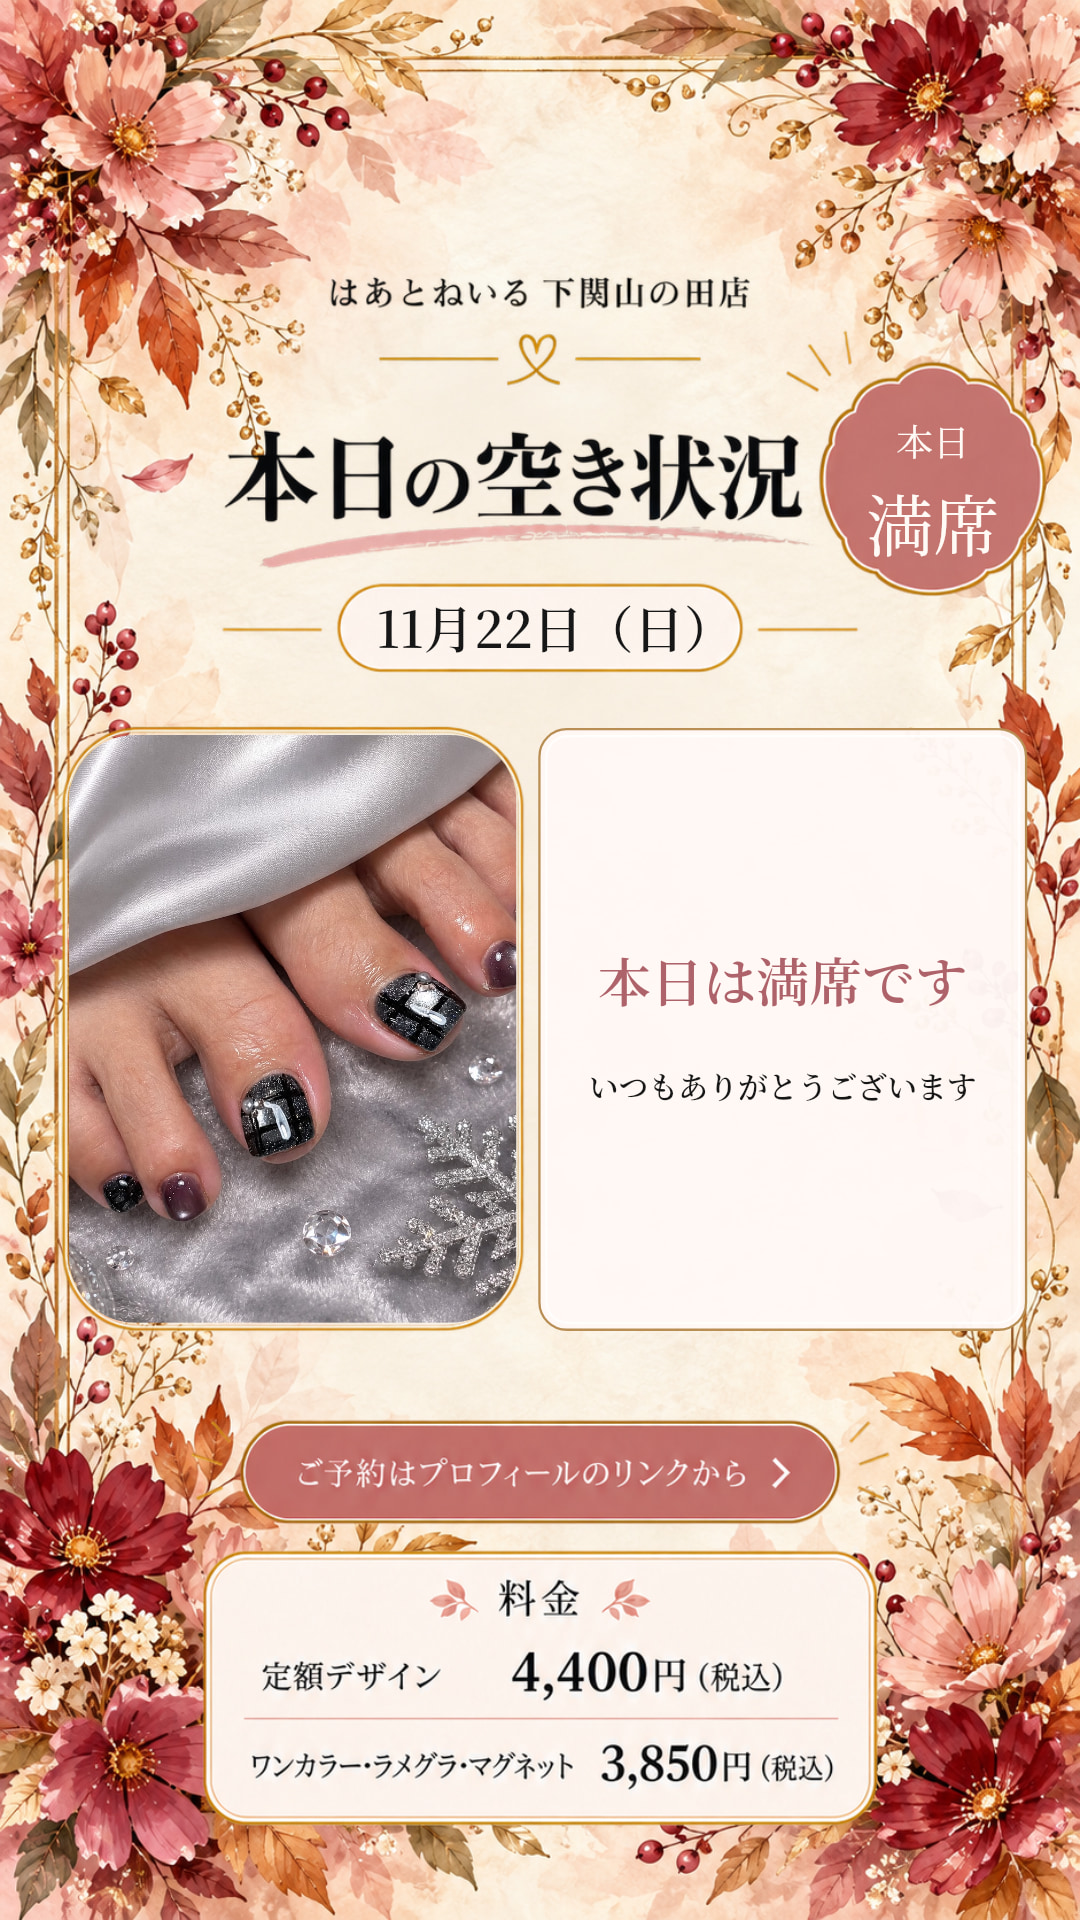 はあとねいる 下関山の田店
本日の空き状況
本日
満席
11月22日（日）
本日は満席です
いつもありがとうございます
ご予約はプロフィールのリンクから
料金
定額デザイン 4,400円 (税込)
ワンカラー・ラメグラ・マグネット 3,850円 (税込)